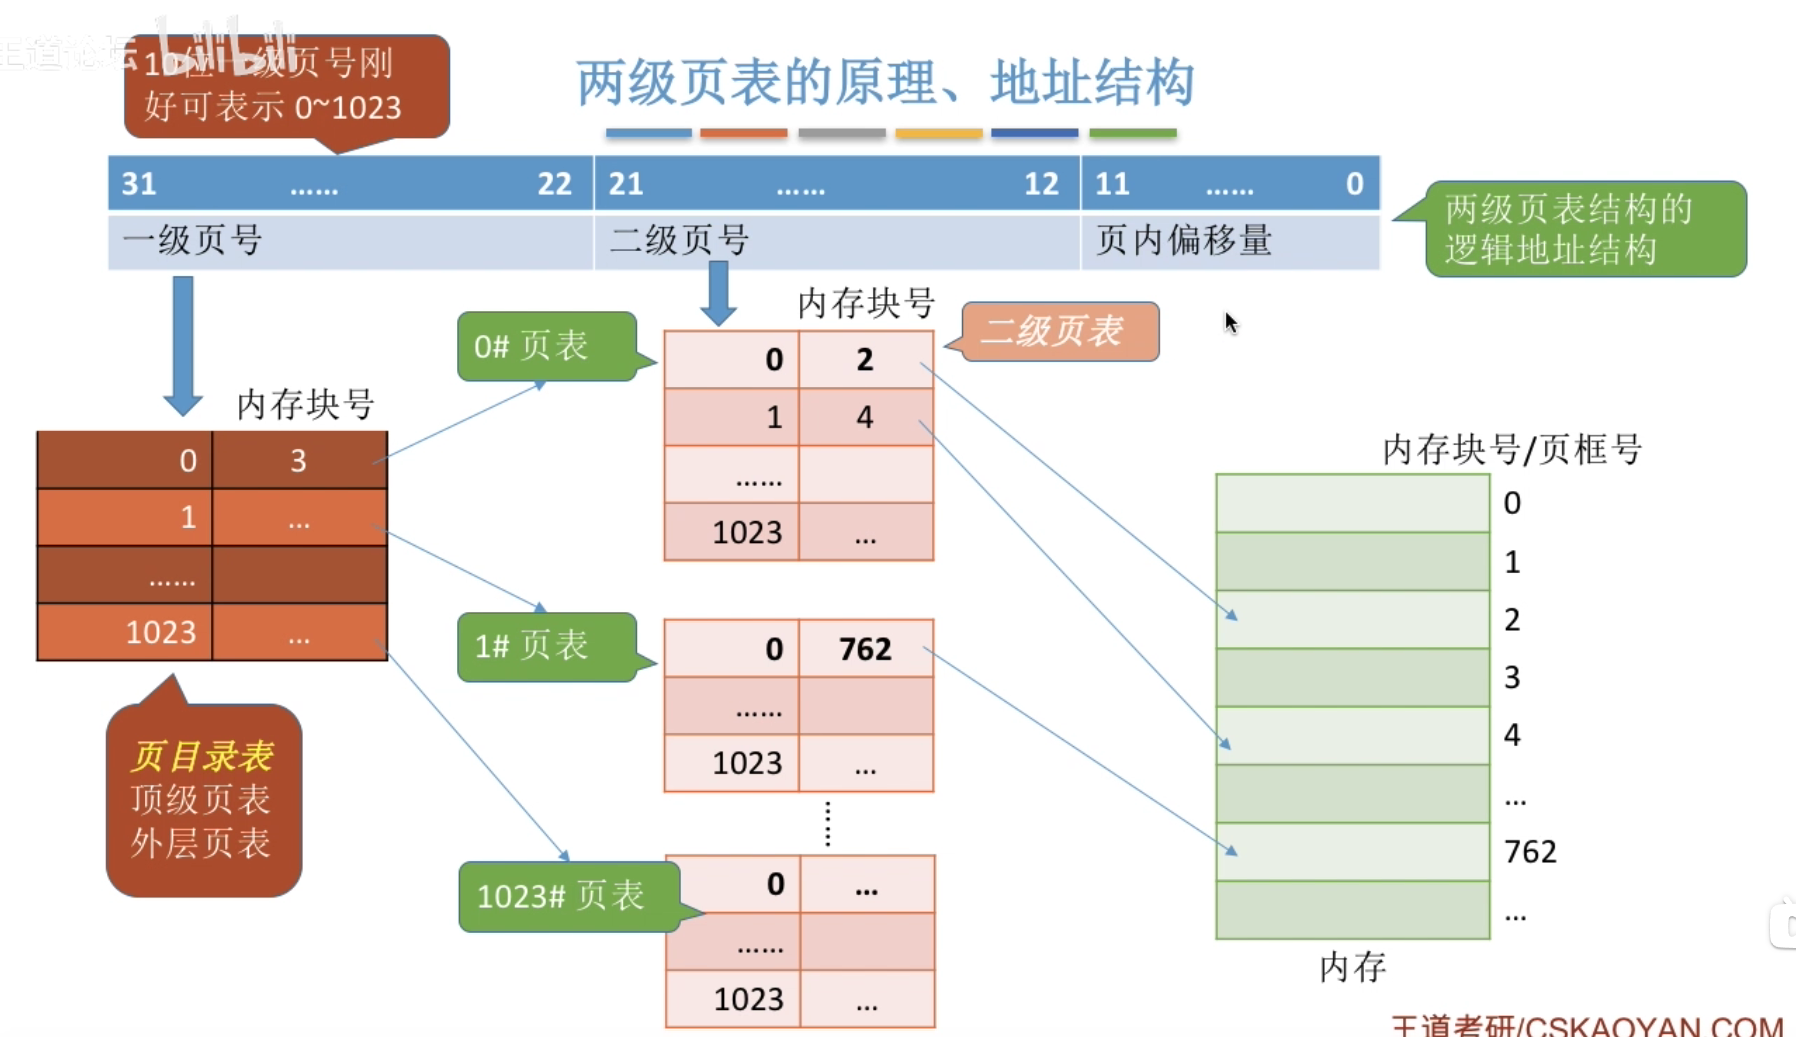 王道论坛 bilibili
10位一级页号刚
好可表示 0~1023
两级页表的原理、地址结构
31 …… 22 21 …… 12 11 …… 0
一级页号 二级页号 页内偏移量
两级页表结构的
逻辑地址结构
内存块号
0 3
1 ...
……
1023 ...
页目录表
顶级页表
外层页表
0# 页表
内存块号
二级页表
0 2
1 4
……
1023 ...
1# 页表
0 762
……
1023 ...
1023# 页表
0 ...
……
1023 ...
内存块号/页框号
0
1
2
3
4
...
762
...
内存
王道考研/CSKAOYAN.COM